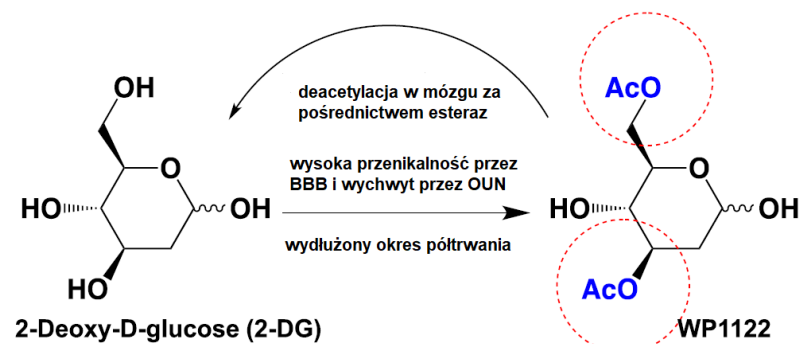 OH
AcO
deacetylacja w mózgu za
pośrednictwem esteraz
O
O
wysoka przenikalność przez
BBB i wychwyt przez OUN
HO
OH
HO
OH
wydłużony okres półtrwania
HO
AcO
2-Deoxy-D-glucose (2-DG)
WP1122